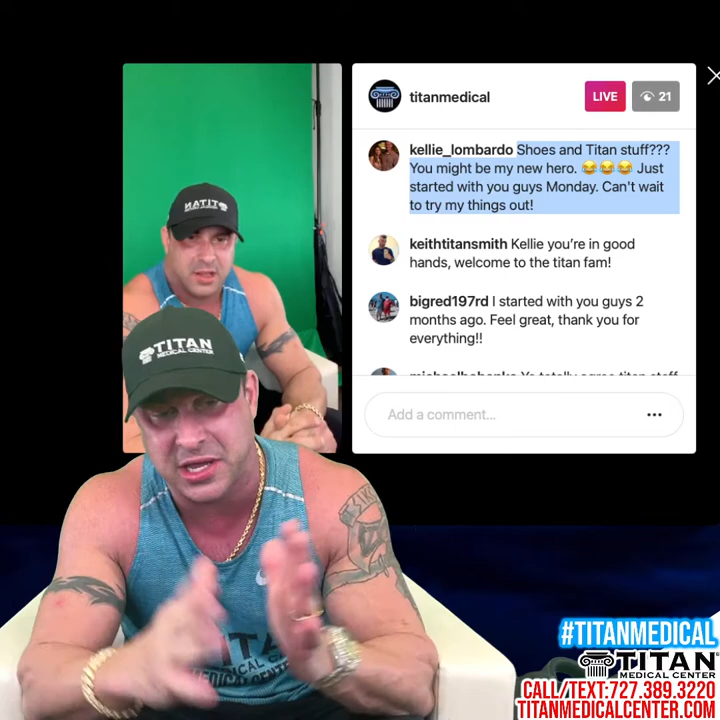 titanmedical
LIVE
21
kellie_lombardo Shoes and Titan stuff???
You might be my new hero. 😂😂😂 Just
started with you guys Monday. Can't wait
to try my things out!
keithtitansmith Kellie you're in good
hands, welcome to the titan fam!
bigred197rd I started with you guys 2
months ago. Feel great, thank you for
everything!!
Add a comment...
TITAN
TITAN
MEDICAL CENTER
TITAN
MEDICAL CENTER
#TITANMEDICAL
TITAN®
MEDICAL CENTER
CALL/TEXT:727.389.3220
TITANMEDICALCENTER.COM